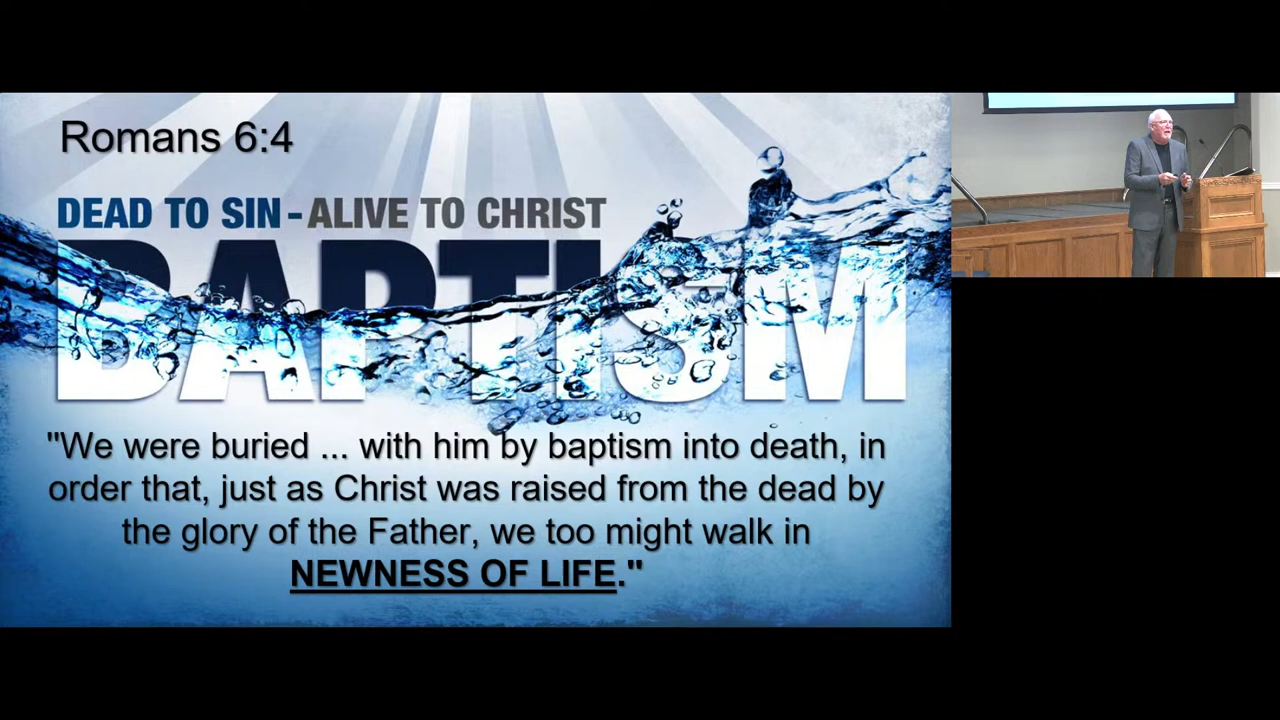 Romans 6:4
DEAD TO SIN - ALIVE TO CHRIST
BAPTISM
"We were buried ... with him by baptism into death, in
order that, just as Christ was raised from the dead by
the glory of the Father, we too might walk in
NEWNESS OF LIFE."